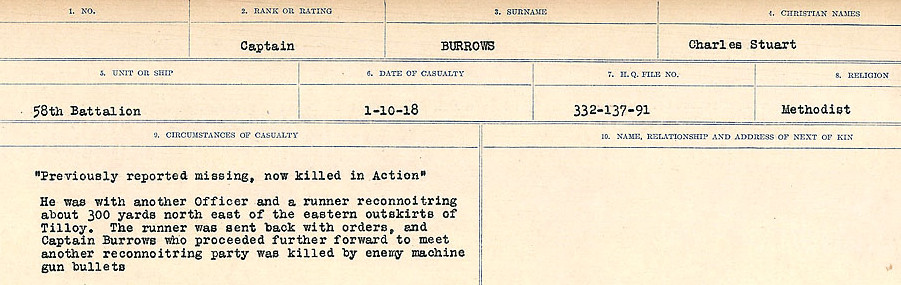 1. NO. 2. RANK OR RATING 3. SURNAME 4. CHRISTIAN NAMES
Captain BURROWS Charles Stuart
5. UNIT OR SHIP 6. DATE OF CASUALTY 7. H.Q. FILE NO. 8. RELIGION
58th Battalion 1-10-18 332-137-91 Methodist
9. CIRCUMSTANCES OF CASUALTY 10. NAME, RELATIONSHIP AND ADDRESS OF NEXT OF KIN
"Previously reported missing, now killed in Action"
He was with another Officer and a runner reconnoitring
about 300 yards north east of the eastern outskirts of
Tilloy. The runner was sent back with orders, and
Captain Burrows who proceeded further forward to meet
another reconnoitring party was killed by enemy machine
gun bullets